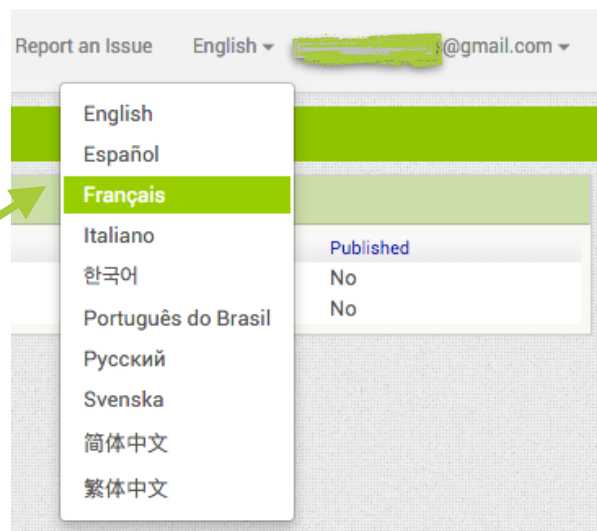 Report an Issue English @gmail.com
English
Español
Français
Italiano
한국어
Português do Brasil
Русский
Svenska
简体中文
繁体中文
Published
No
No